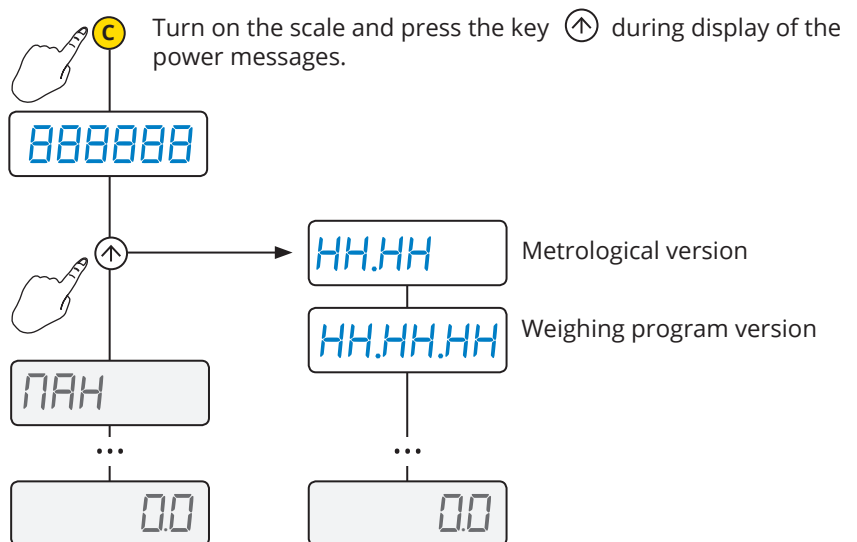 C Turn on the scale and press the key during display of the
power messages.
888888
HH.HH Metrological version
HH.HH.HH Weighing program version
ПАН
...
...
0.0
0.0